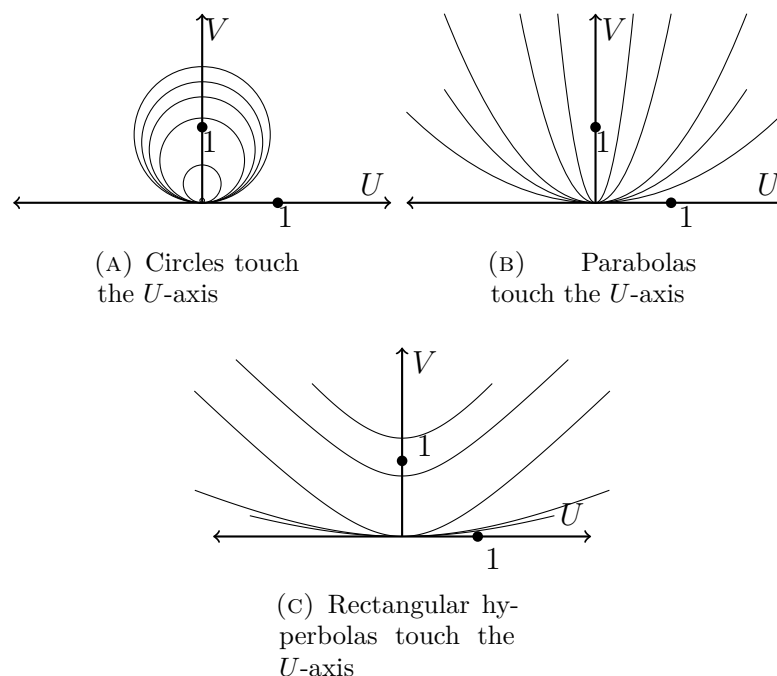 V
1
U
1
(A) Circles touch
the U-axis
V
1
U
1
(B) Parabolas
touch the U-axis
V
1
U
1
(C) Rectangular hy-
perbolas touch the
U-axis